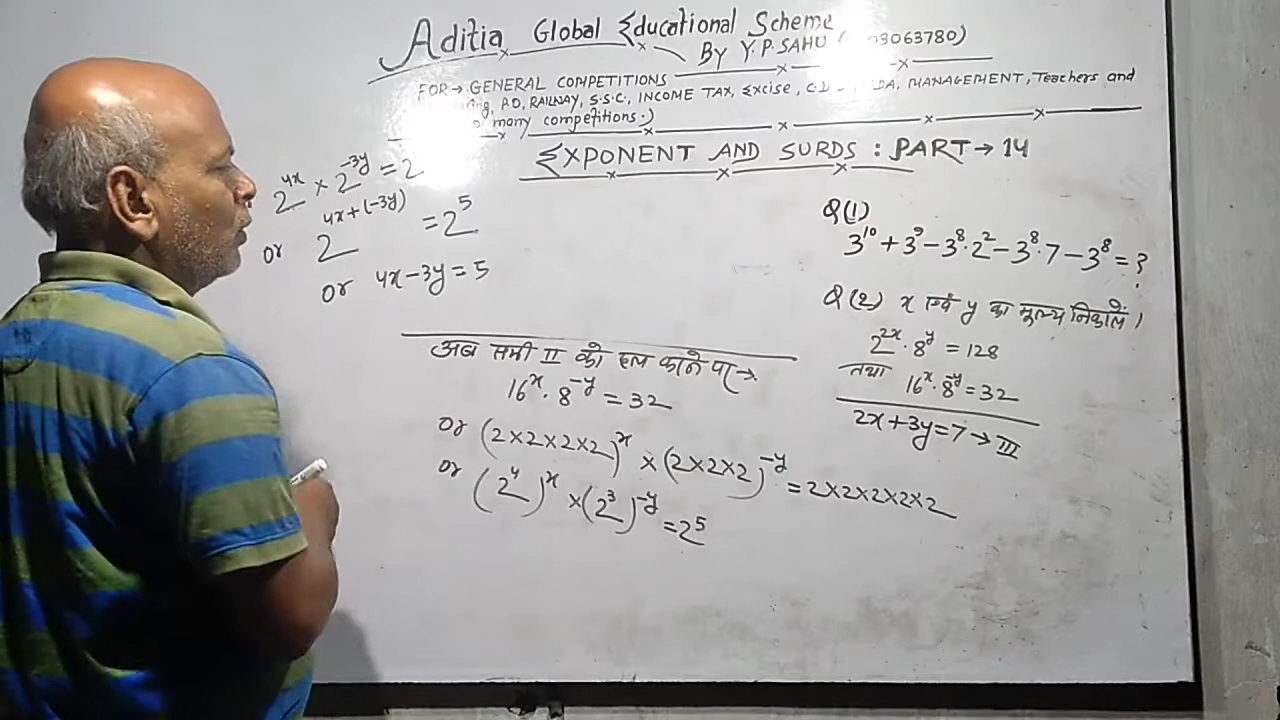 Aditia Global Educational Scheme
By Y.P. SAHU ( 3063780)
FOR → GENERAL COMPETITIONS
P.O, RAILWAY, S.S.C., INCOME TAX, Excise, MANAGEMENT, Teachers and
many competitions.)
EXPONENT AND SURDS : PART → 14
2^{4x} × 2^{-3y} = 2
or 2^{4x+(-3y)} = 2^5
or 4x-3y = 5
अब समी II को हल करने पर →
16^x · 8^{-y} = 32
or (2×2×2×2)^x × (2×2×2)^{-y} = 2×2×2×2×2
or (2^4)^x × (2^3)^{-y} = 2^5
Q(1)
3^{10} + 3^9 - 3^8·2^2 - 3^8·7 - 3^8 = ?
Q(2) x एवं y का मूल्य निकालें।
2^{2x} · 8^y = 128
तथा 16^x · 8^{-y} = 32
2x+3y=7 → III